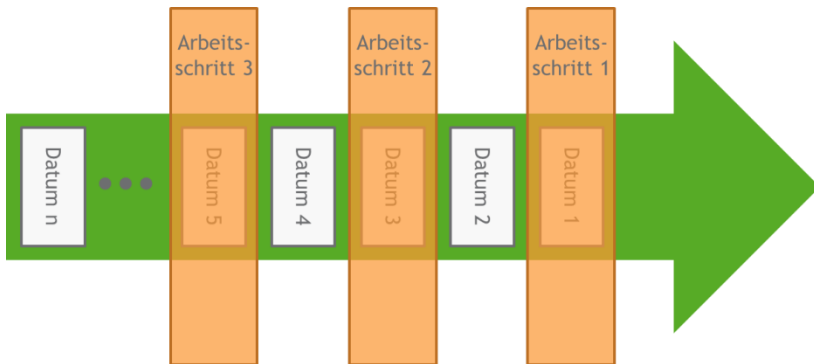 Arbeits-
schritt 3
Arbeits-
schritt 2
Arbeits-
schritt 1
Datum n
Datum 5
Datum 4
Datum 3
Datum 2
Datum 1